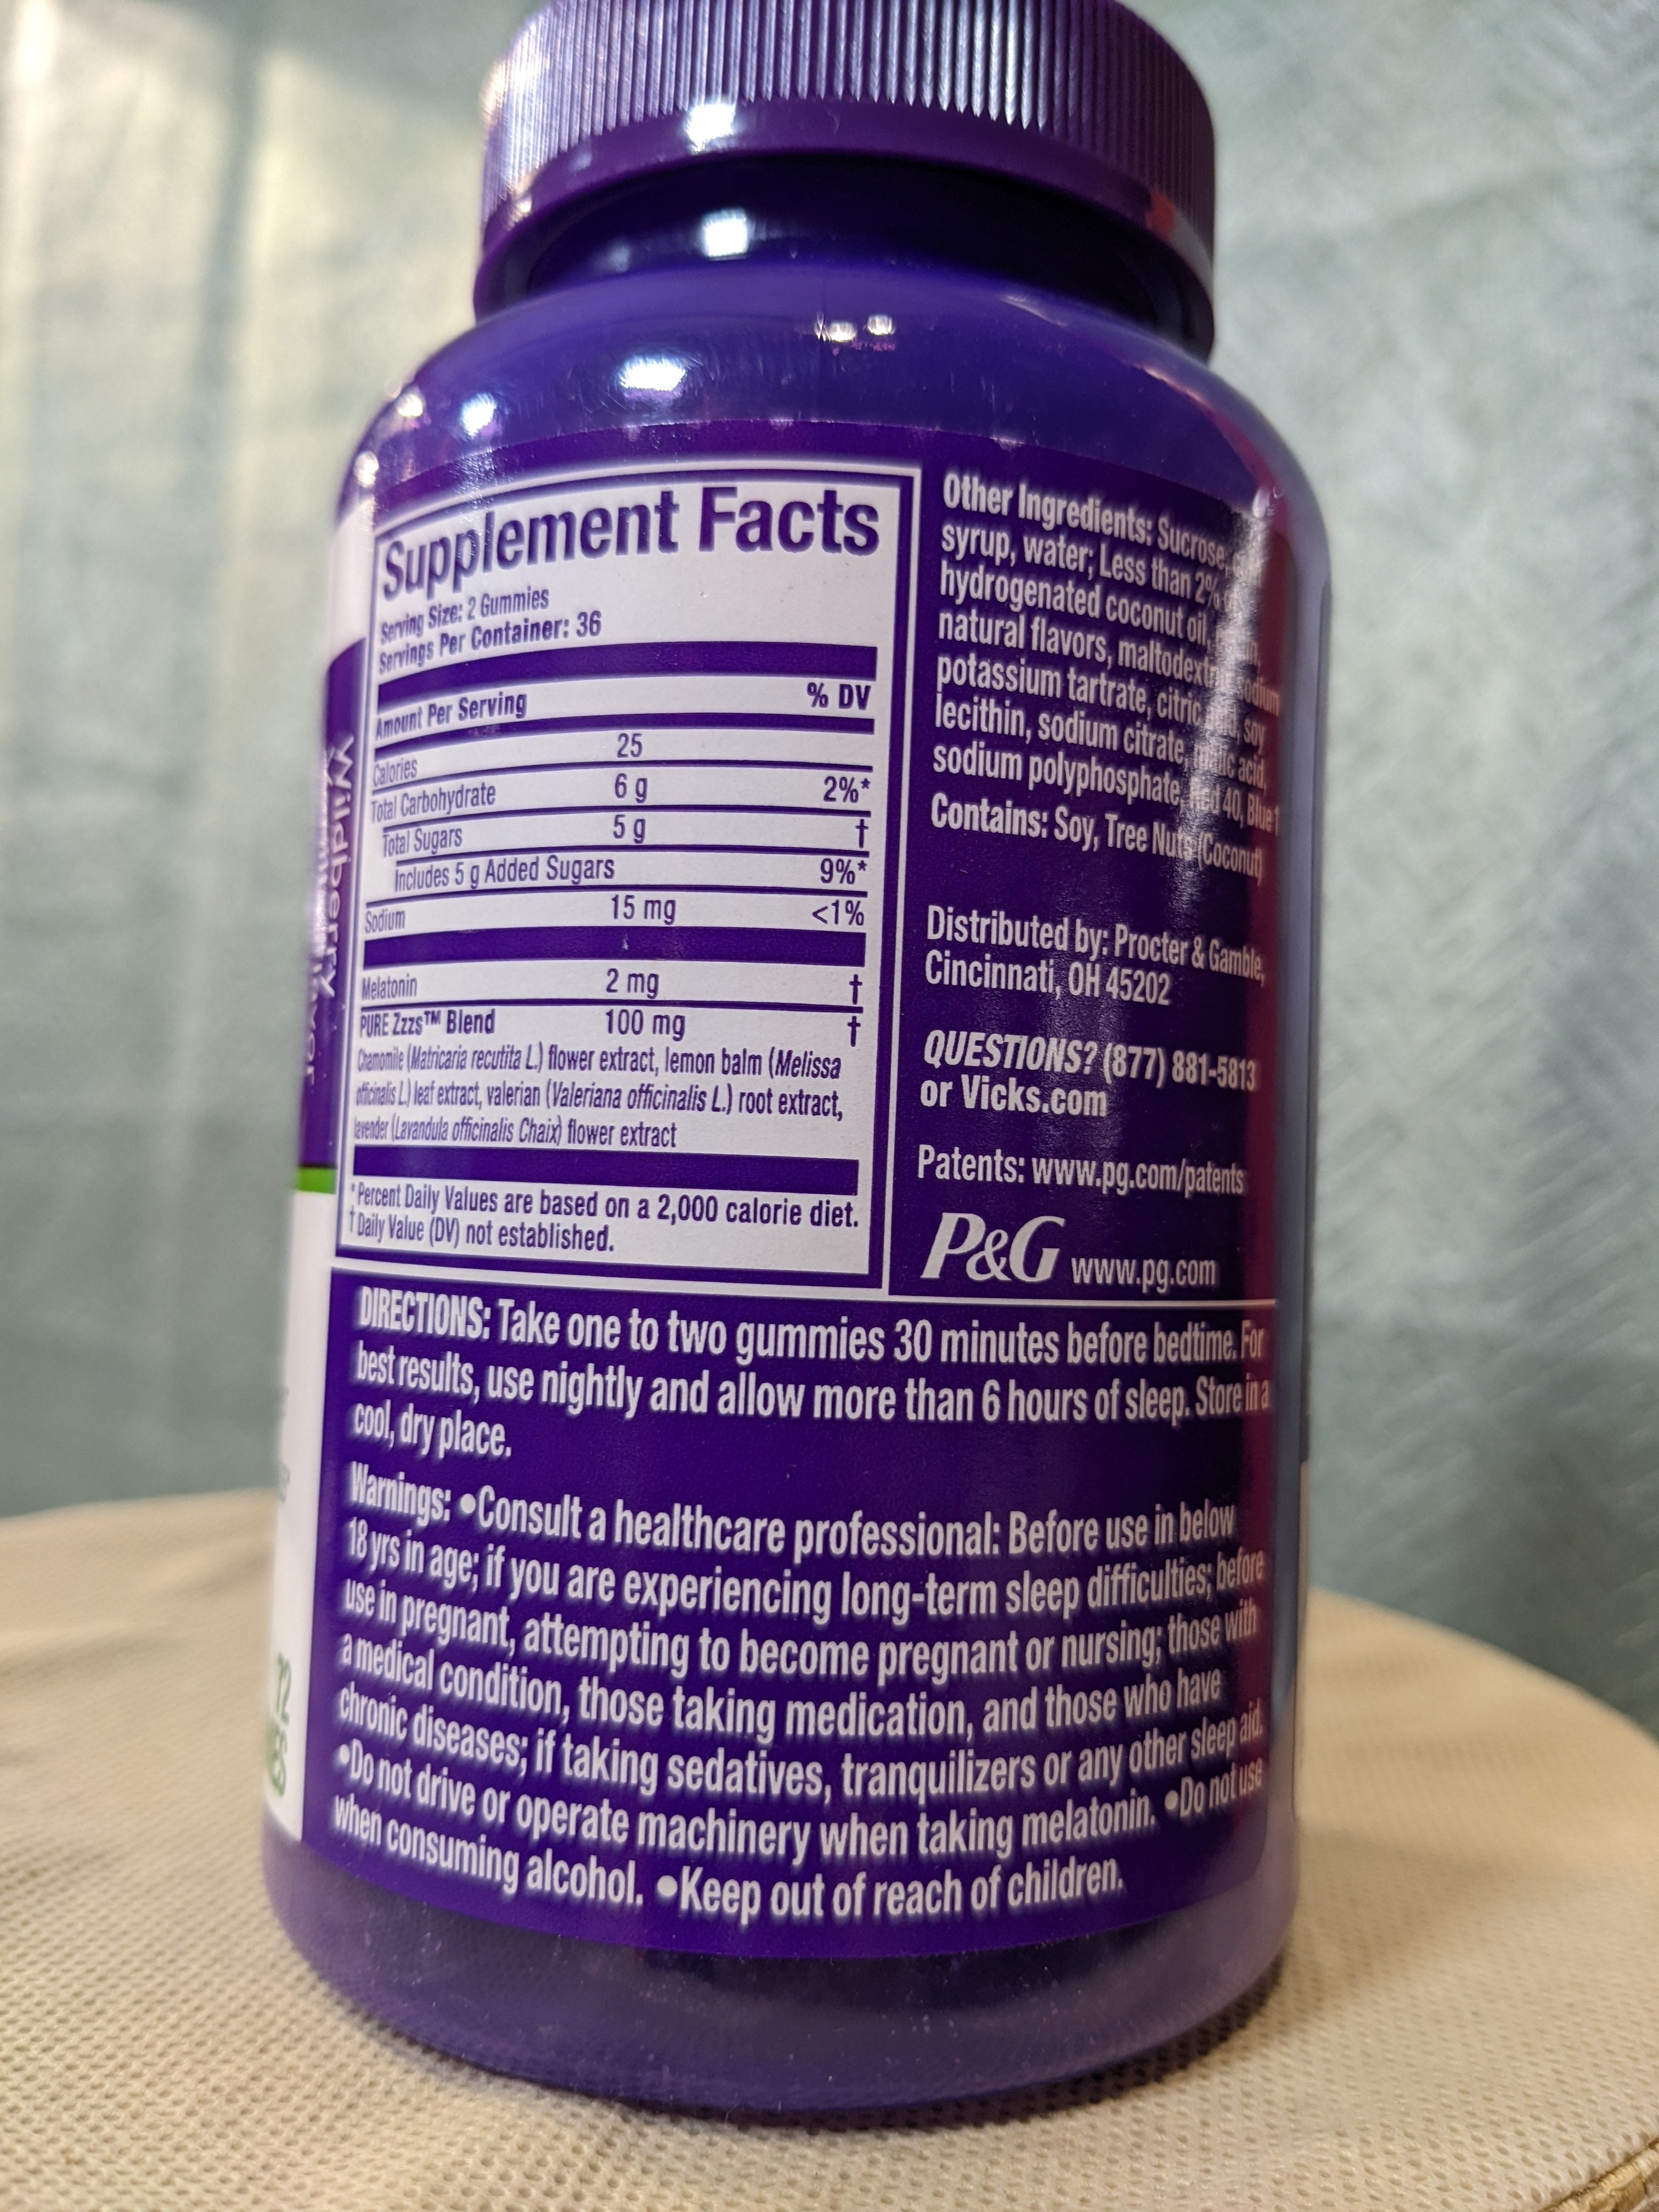 Supplement Facts
Serving Size: 2 Gummies
Servings Per Container: 36
Amount Per Serving % DV
Calories 25
Total Carbohydrate 6 g 2%*
Total Sugars 5 g †
Includes 5 g Added Sugars 9%*
Sodium 15 mg <1%
Melatonin 2 mg †
PURE Zzzs™ Blend 100 mg †
Chamomile (Matricaria recutita L.) flower extract, lemon balm (Melissa
officinalis L.) leaf extract, valerian (Valeriana officinalis L.) root extract,
lavender (Lavandula officinalis Chaix) flower extract
*Percent Daily Values are based on a 2,000 calorie diet.
† Daily Value (DV) not established.
Other Ingredients: Sucrose,
syrup, water; Less than 2%
hydrogenated coconut oil,
natural flavors,
potassium tartrate, citric soy
lecithin, sodium citrate, acid,
sodium polyphosphate, Red 40, Blue 1
Contains: Soy, Tree Nuts (Coconut)
Distributed by: Procter & Gamble,
Cincinnati, OH 45202
QUESTIONS? (877) 881-5813
or Vicks.com
Patents: www.pg.com/patents
P&G www.pg.com
DIRECTIONS: Take one to two gummies 30 minutes before bedtime. For
best results, use nightly and allow more than 6 hours of sleep. Store in a
cool, dry place.
Warnings: •Consult a healthcare professional: Before use in below
18 yrs in age; if you are experiencing long-term sleep difficulties; before
use in pregnant, attempting to become pregnant or nursing; those with
a medical condition, those taking medication, and those who have
chronic diseases; if taking sedatives, tranquilizers or any other sleep aid.
•Do not drive or operate machinery when taking melatonin. •Do not use
when consuming alcohol. •Keep out of reach of children.
Wildberry
72